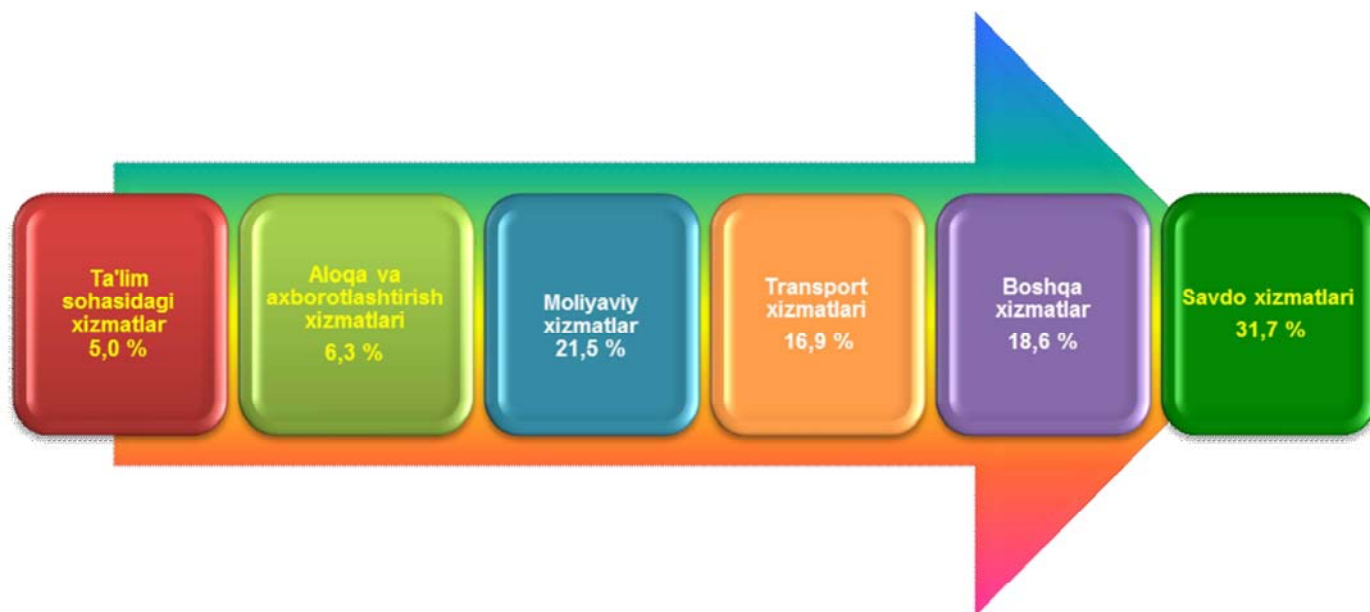 Ta'lim
sohasidagi
xizmatlar
5,0 %
Aloqa va
axborotlashtirish
xizmatlari
6,3 %
Moliyaviy
xizmatlar
21,5 %
Transport
xizmatlari
16,9 %
Boshqa
xizmatlar
18,6 %
Savdo xizmatlari
31,7 %